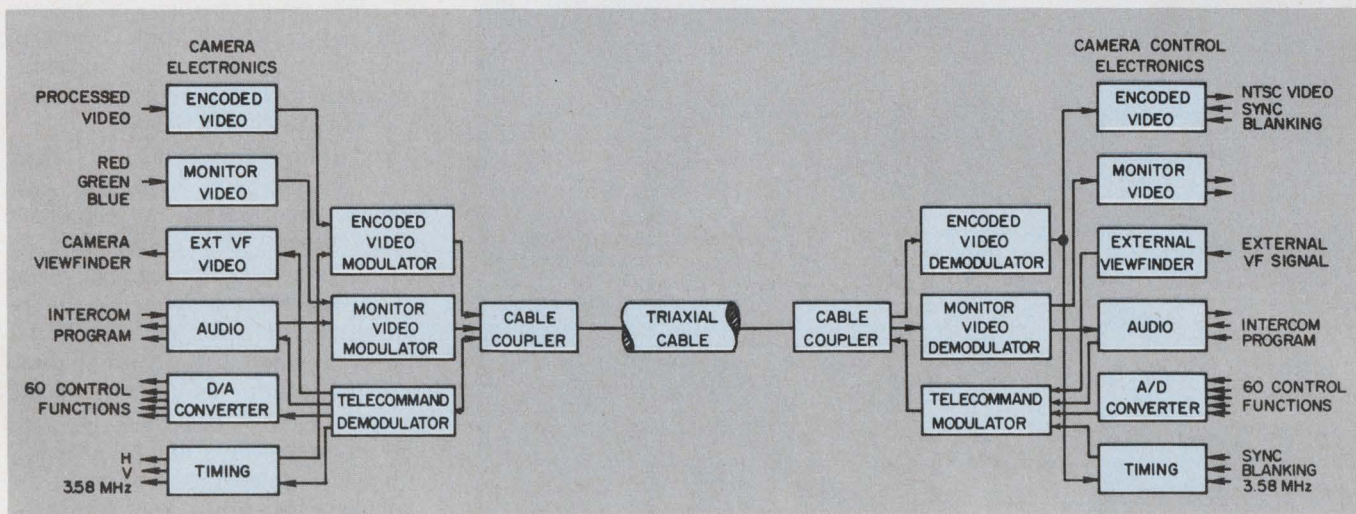 CAMERA
ELECTRONICS
PROCESSED
VIDEO
ENCODED
VIDEO
RED
GREEN
BLUE
MONITOR
VIDEO
CAMERA
VIEWFINDER
EXT VF
VIDEO
INTERCOM
PROGRAM
AUDIO
60 CONTROL
FUNCTIONS
D/A
CONVERTER
H
V
3.58 MHz
TIMING
ENCODED
VIDEO
MODULATOR
MONITOR
VIDEO
MODULATOR
TELECOMMAND
DEMODULATOR
CABLE
COUPLER
TRIAXIAL
CABLE
CABLE
COUPLER
ENCODED
VIDEO
DEMODULATOR
MONITOR
VIDEO
DEMODULATOR
TELECOMMAND
MODULATOR
CAMERA CONTROL
ELECTRONICS
ENCODED
VIDEO
NTSC VIDEO
SYNC
BLANKING
MONITOR
VIDEO
EXTERNAL
VIEWFINDER
EXTERNAL
VF SIGNAL
AUDIO
INTERCOM
PROGRAM
A/D
CONVERTER
60 CONTROL
FUNCTIONS
TIMING
SYNC
BLANKING
3.58 MHz